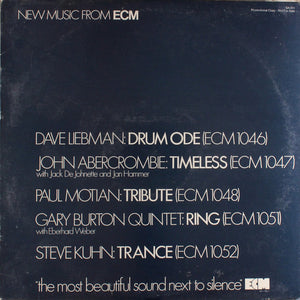 NEW MUSIC FROM ECM
DAVE LIEBMAN: DRUM ODE (ECM 1046)
JOHN ABERCROMBIE: TIMELESS (ECM 1047)
with Jack De Johnette and Jan Hammer
PAUL MOTIAN: TRIBUTE (ECM 1048)
GARY BURTON QUINTET: RING (ECM 1051)
with Eberhard Weber
STEVE KUHN: TRANCE (ECM 1052)
"the most beautiful sound next to silence" ECM